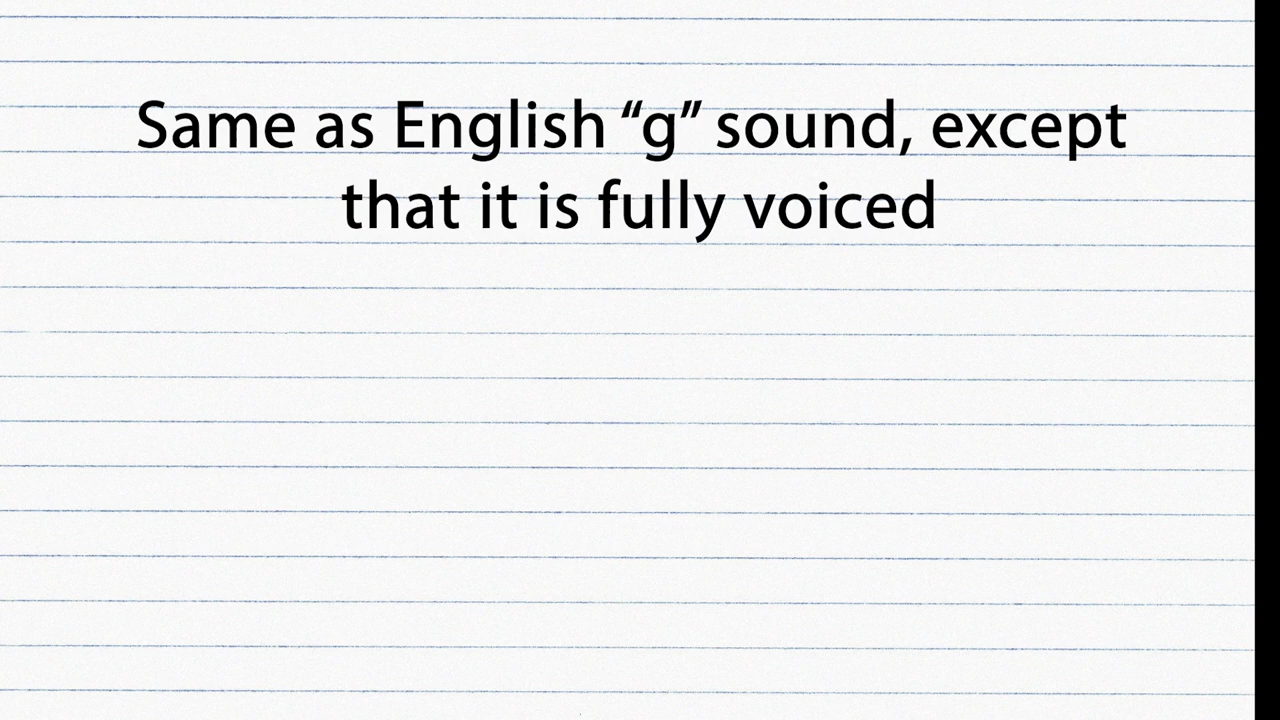 Same as English “g” sound, except
that it is fully voiced